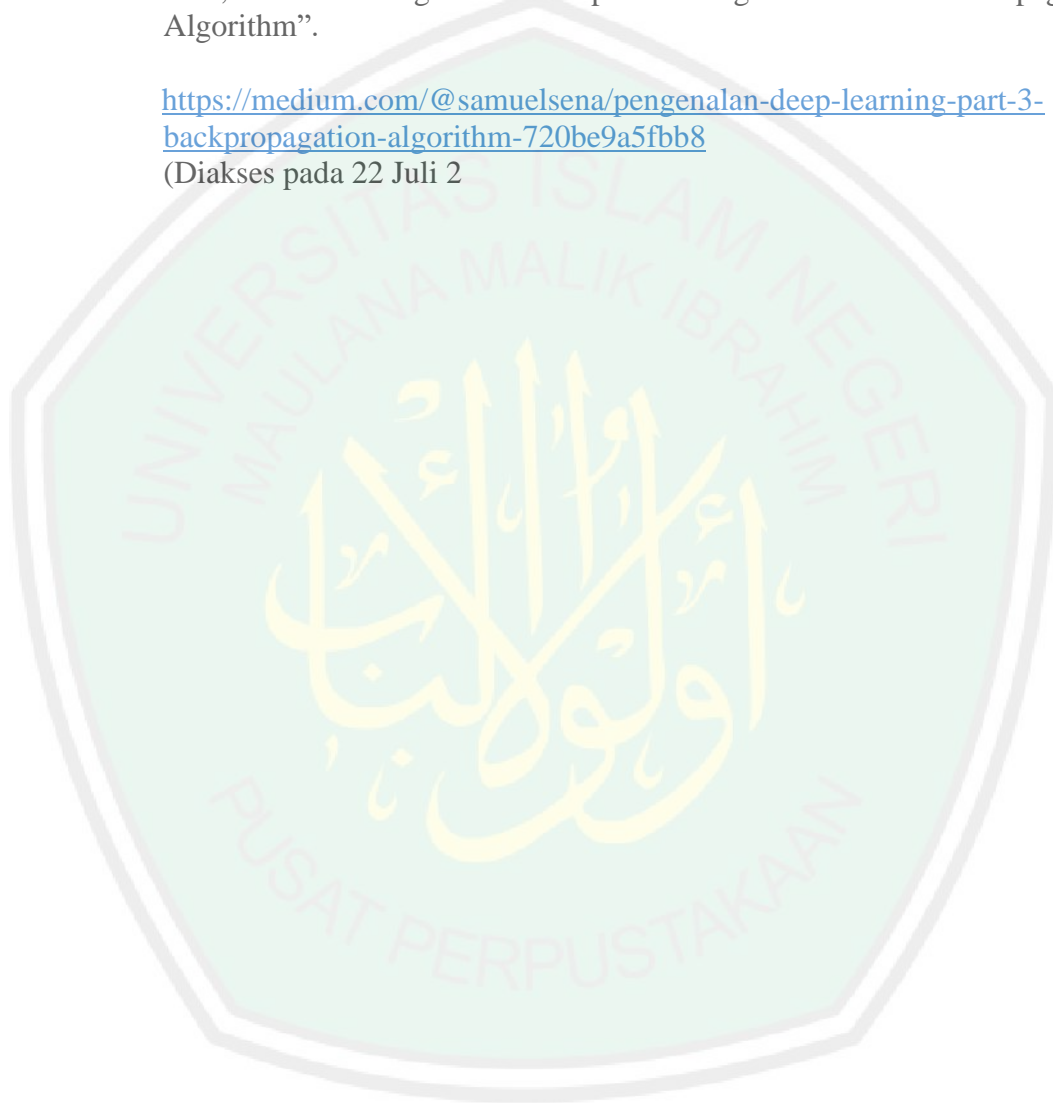 Algorithm”.
https://medium.com/@samuelsena/pengenalan-deep-learning-part-3-
backpropagation-algorithm-720be9a5fbb8
(Diakses pada 22 Juli 2
UNIVERSITAS ISLAM NEGERI
MAULANA MALIK IBRAHIM
أولوا الألباب
PUSAT PERPUSTAKAAN